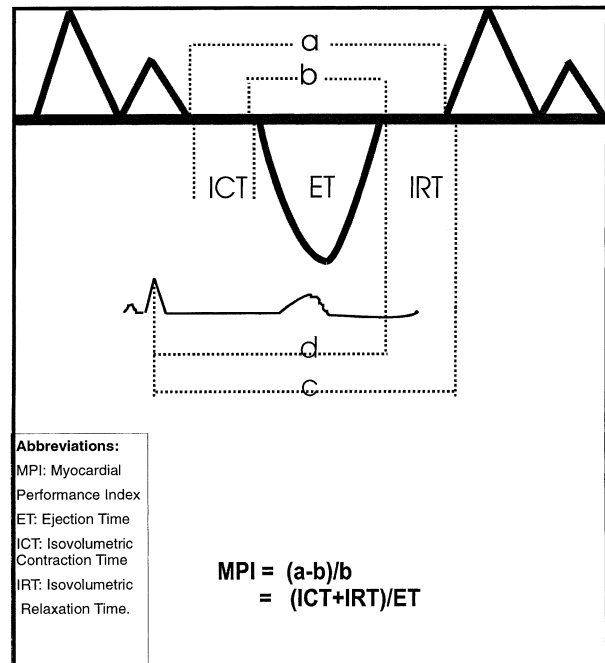 a
b
ICT ET IRT
d
c
Abbreviations:
MPI: Myocardial
Performance Index
ET: Ejection Time
ICT: Isovolumetric
Contraction Time
IRT: Isovolumetric
Relaxation Time.
MPI = (a-b)/b
= (ICT+IRT)/ET